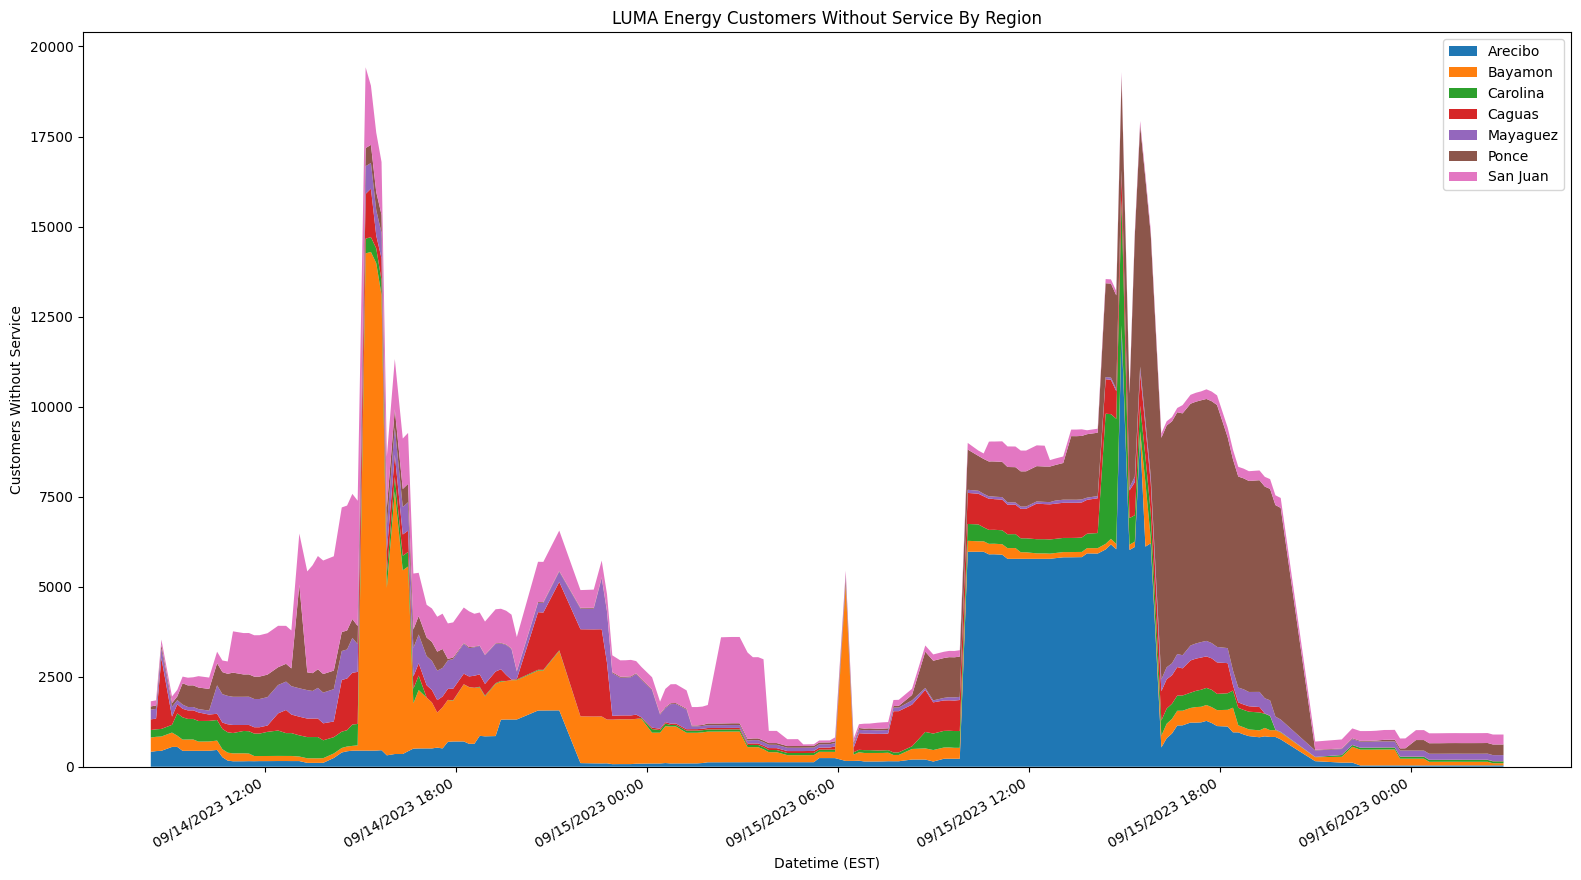 LUMA Energy Customers Without Service By Region
20000
17500
15000
12500
10000
7500
5000
2500
0
Customers Without Service
Arecibo
Bayamon
Carolina
Caguas
Mayaguez
Ponce
San Juan
09/14/2023 12:00
09/14/2023 18:00
09/15/2023 00:00
09/15/2023 06:00
09/15/2023 12:00
09/15/2023 18:00
09/16/2023 00:00
Datetime (EST)